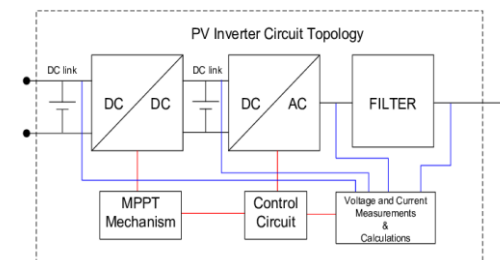 PV Inverter Circuit Topology
DC link
DC link
DC
DC
DC
AC
FILTER
MPPT
Mechanism
Control
Circuit
Voltage and Current
Measurements
&
Calculations